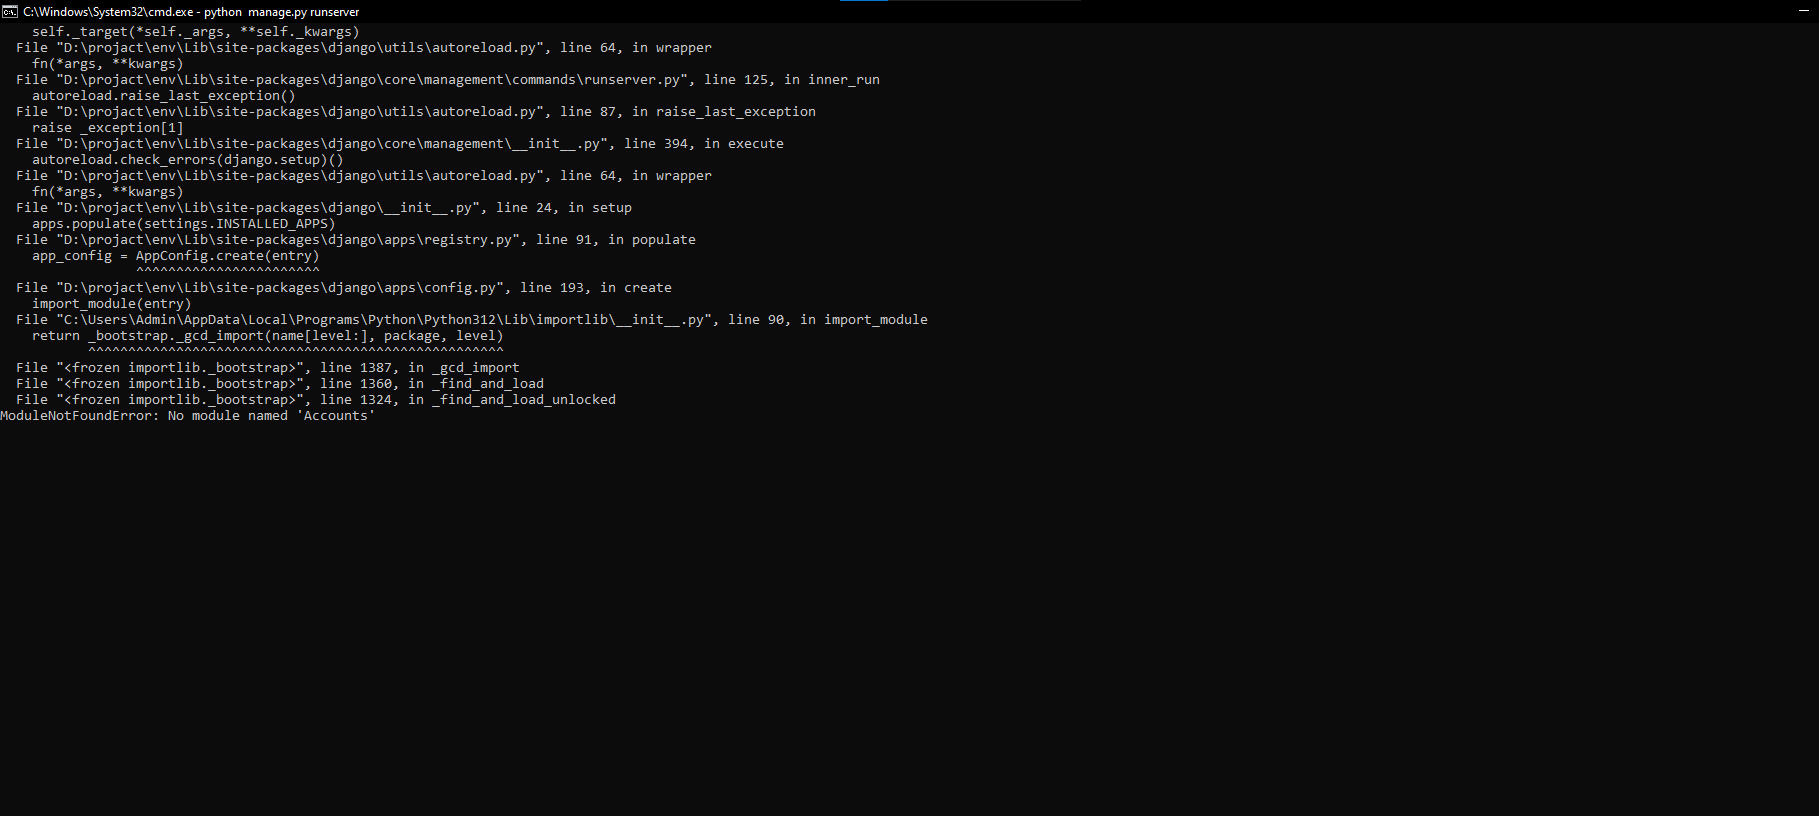 C:\Windows\System32\cmd.exe - python  manage.py runserver
    self._target(*self._args, **self._kwargs)
  File "D:\projact\env\Lib\site-packages\django\utils\autoreload.py", line 64, in wrapper
    fn(*args, **kwargs)
  File "D:\projact\env\Lib\site-packages\django\core\management\commands\runserver.py", line 125, in inner_run
    autoreload.raise_last_exception()
  File "D:\projact\env\Lib\site-packages\django\utils\autoreload.py", line 87, in raise_last_exception
    raise _exception[1]
  File "D:\projact\env\Lib\site-packages\django\core\management\__init__.py", line 394, in execute
    autoreload.check_errors(django.setup)()
  File "D:\projact\env\Lib\site-packages\django\utils\autoreload.py", line 64, in wrapper
    fn(*args, **kwargs)
  File "D:\projact\env\Lib\site-packages\django\__init__.py", line 24, in setup
    apps.populate(settings.INSTALLED_APPS)
  File "D:\projact\env\Lib\site-packages\django\apps\registry.py", line 91, in populate
    app_config = AppConfig.create(entry)
                 ^^^^^^^^^^^^^^^^^^^^^^^
  File "D:\projact\env\Lib\site-packages\django\apps\config.py", line 193, in create
    import_module(entry)
  File "C:\Users\Admin\AppData\Local\Programs\Python\Python312\Lib\importlib\__init__.py", line 90, in import_module
    return _bootstrap._gcd_import(name[level:], package, level)
           ^^^^^^^^^^^^^^^^^^^^^^^^^^^^^^^^^^^^^^^^^^^^^^^^^^^^
  File "<frozen importlib._bootstrap>", line 1387, in _gcd_import
  File "<frozen importlib._bootstrap>", line 1360, in _find_and_load
  File "<frozen importlib._bootstrap>", line 1324, in _find_and_load_unlocked
ModuleNotFoundError: No module named 'Accounts'